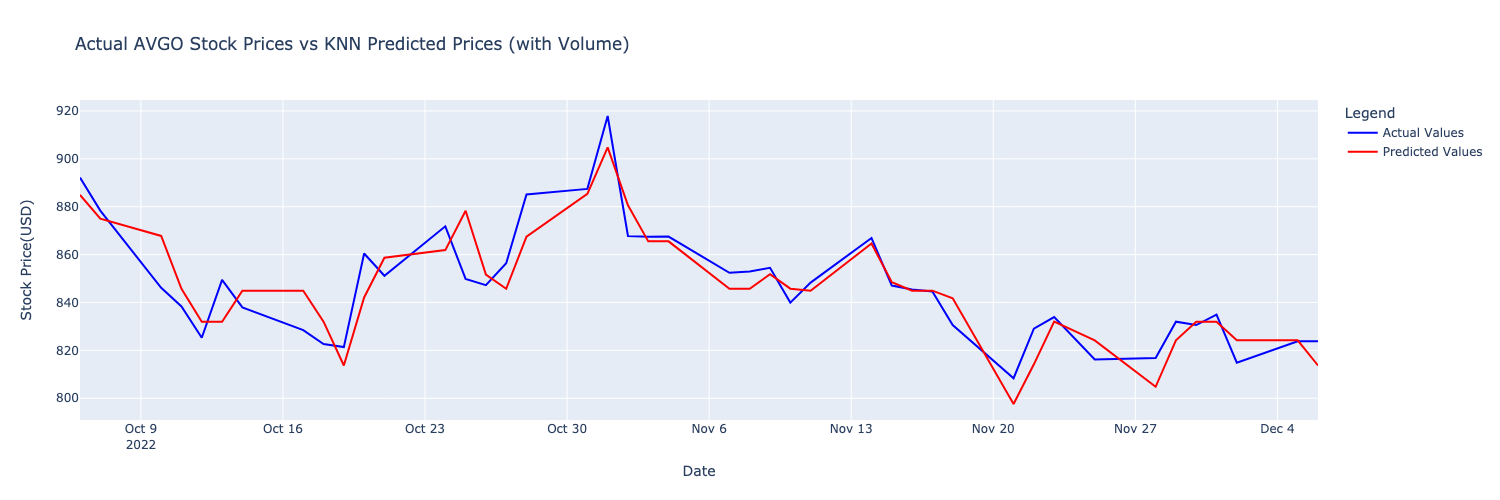 Actual AVGO Stock Prices vs KNN Predicted Prices (with Volume)
Legend
Actual Values
Predicted Values
Stock Price(USD)
920
900
880
860
840
820
800
Oct 9
2022
Oct 16
Oct 23
Oct 30
Nov 6
Nov 13
Nov 20
Nov 27
Dec 4
Date